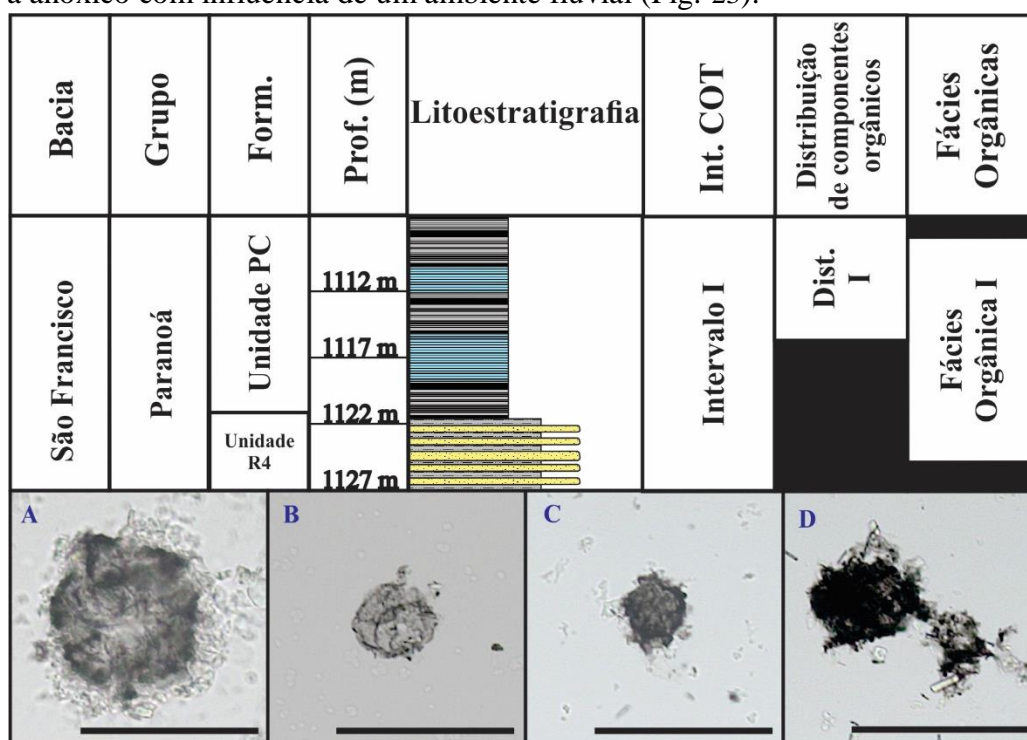 a anóxico com influência de um ambiente fluvial (Fig. 23).
Bacia
Grupo
Form.
Prof. (m)
Litoestratigrafia
Int. COT
Distribuição
de componentes
orgânicos
Fácies
Orgânicas
São Francisco
Paranoá
Unidade PC
Unidade
R4
1112 m
1117 m
1122 m
1127 m
Intervalo I
Dist.
I
Fácies
Orgânica I
A
B
C
D